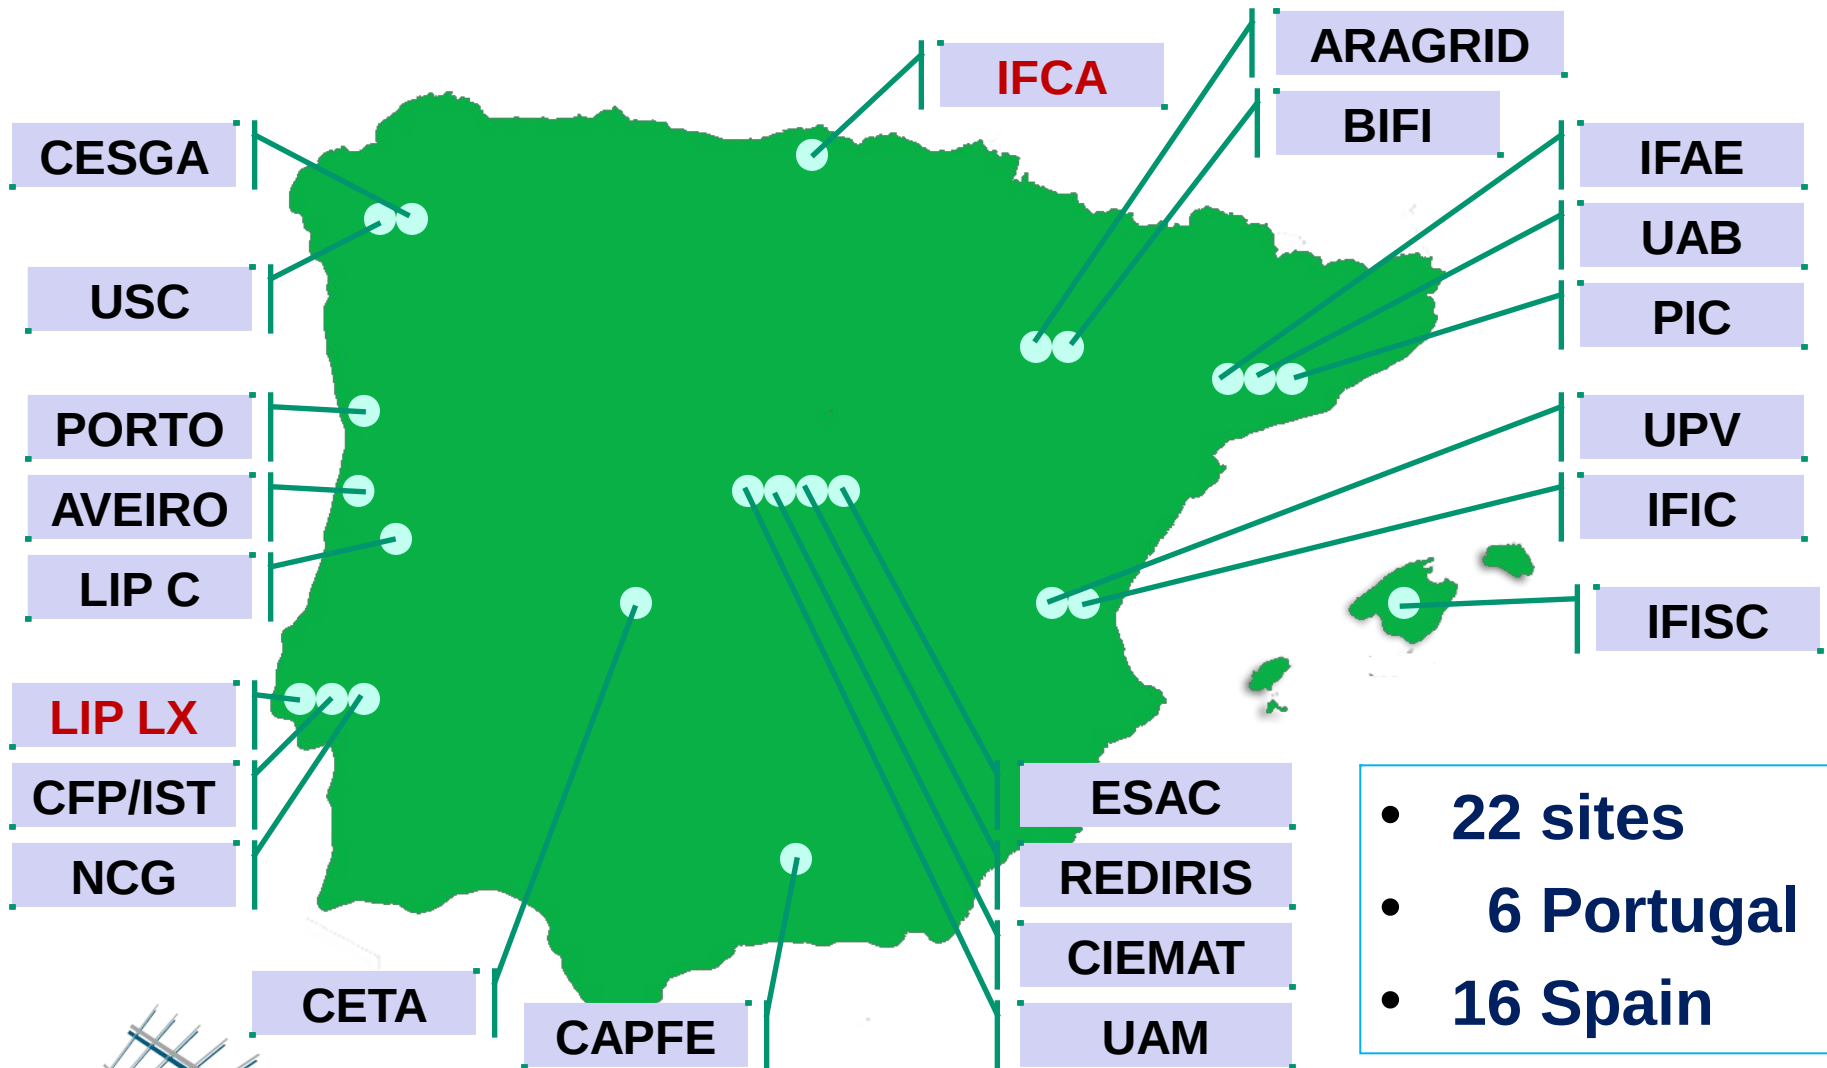 ARAGRID
IFCA
BIFI
CESGA
IFAE
UAB
USC
PIC
PORTO
UPV
AVEIRO
IFIC
LIP C
IFISC
LIP LX
CFP/IST
ESAC
NCG
REDIRIS
CIEMAT
CETA
CAPFE
UAM
• 22 sites
• 6 Portugal
• 16 Spain